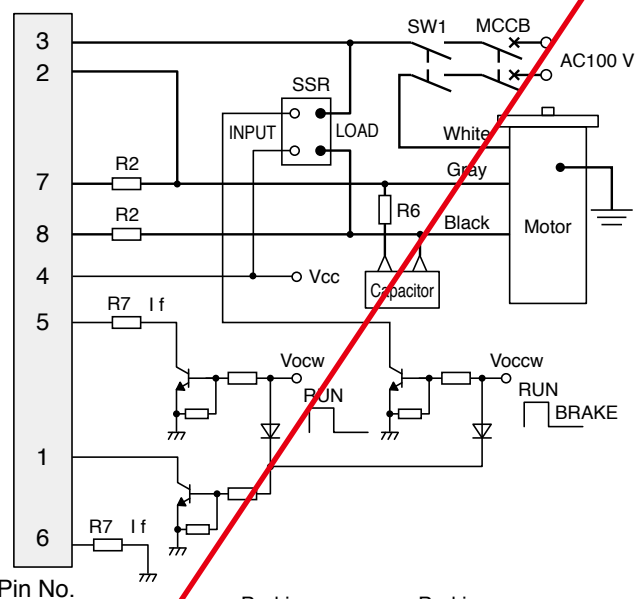 SW1 MCCB
3
AC100 V
2
SSR
INPUT LOAD
White
R2 Gray
7
R6
R2 Black
8 Motor
4 Vcc
Capacitor
R7 I f
5
Vocw Voccw
RUN RUN
BRAKE
1
R7 I f
6
Pin No.